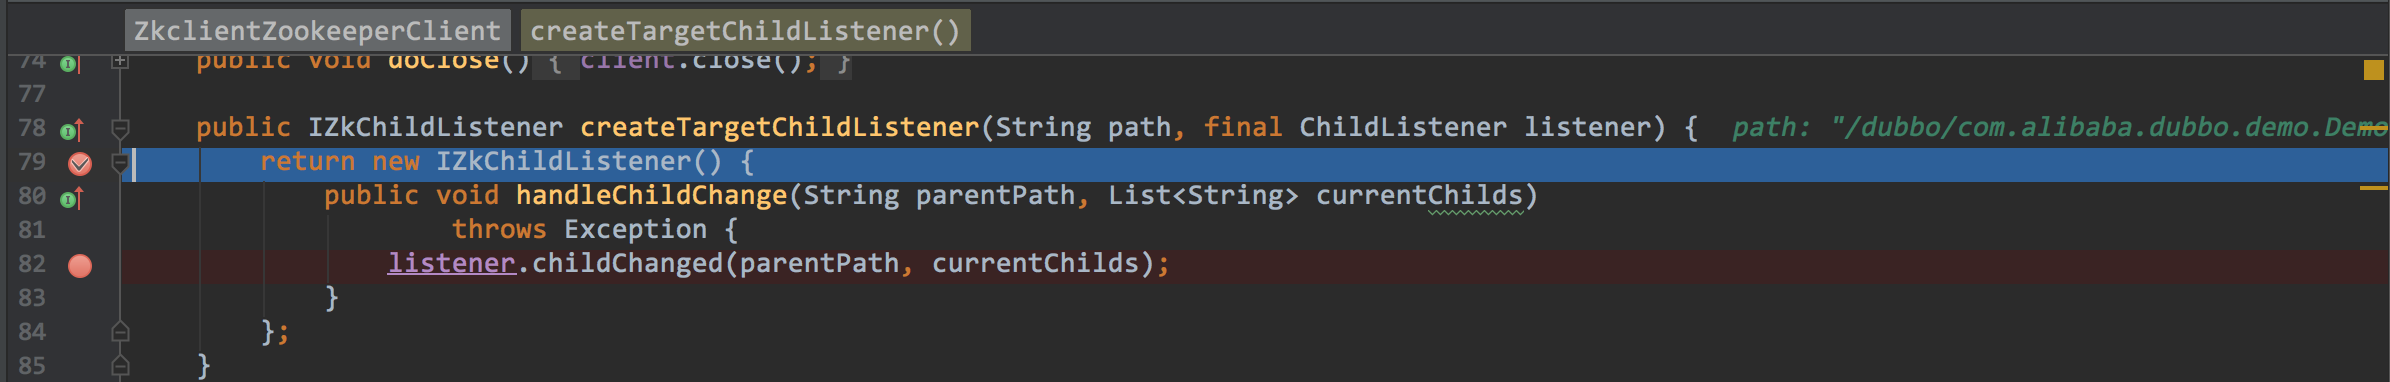 ZkclientZookeeperClient createTargetChildListener()
74 public void doClose() { client.close(); }
77
78 public IZkChildListener createTargetChildListener(String path, final ChildListener listener) { path: "/dubbo/com.alibaba.dubbo.demo.Demo
79 return new IZkChildListener() {
80 public void handleChildChange(String parentPath, List<String> currentChilds)
81 throws Exception {
82 listener.childChanged(parentPath, currentChilds);
83 }
84 };
85 }